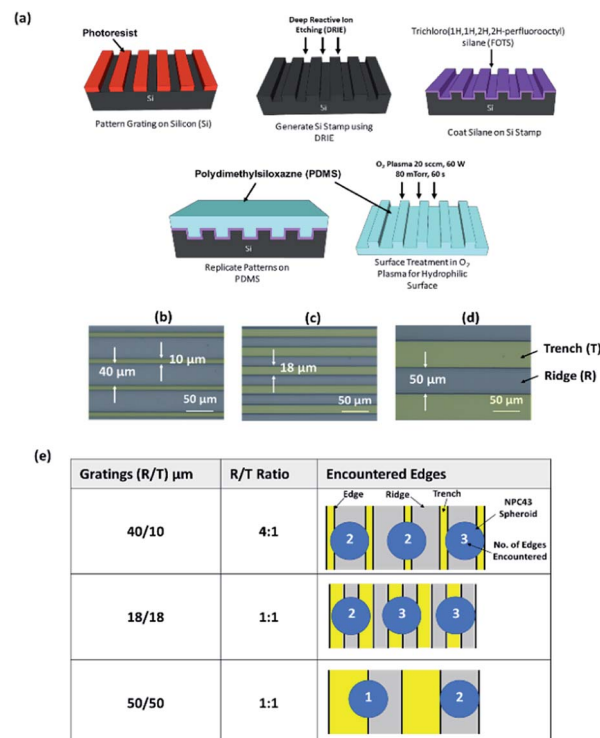 (a)
Photoresist
Si
Pattern Grating on Silicon (Si)
Deep Reactive Ion
Etching (DRIE)
Si
Generate Si Stamp using
DRIE
Trichloro(1H,1H,2H,2H-perfluorooctyl)
silane (FOTS)
Si
Coat Silane on Si Stamp
Polydimethylsiloxazne (PDMS)
Si
Replicate Patterns on
PDMS
O₂ Plasma 20 sccm, 60 W
80 mTorr, 60 s
Surface Treatment in O₂
Plasma for Hydrophilic
Surface
(b)
40 µm
10 µm
50 µm
(c)
18 µm
50 µm
(d)
50 µm
50 µm
Trench (T)
Ridge (R)
(e)
Gratings (R/T) µm
R/T Ratio
Encountered Edges
40/10
4:1
Edge
Ridge
Trench
NPC43
Spheroid
No. of Edges
Encountered
2
2
3
18/18
1:1
2
3
3
50/50
1:1
1
2